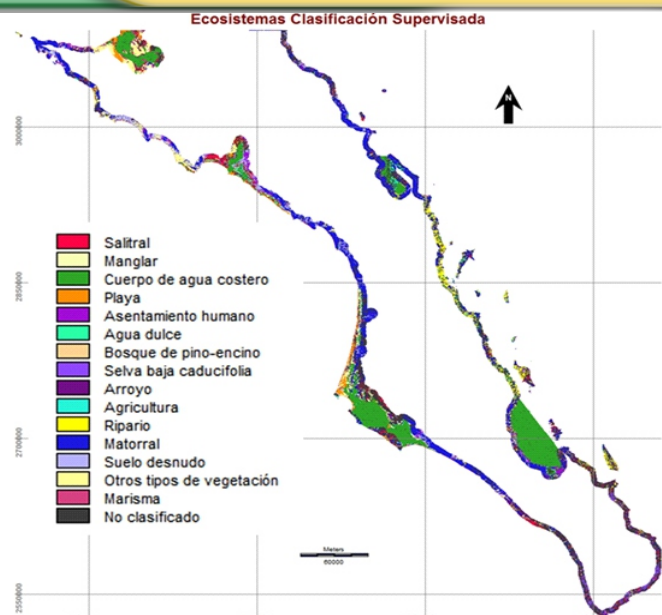 Ecosistemas Clasificación Supervisada
N
3000000
2850000
2700000
2550000
Salitral
Manglar
Cuerpo de agua costero
Playa
Asentamiento humano
Agua dulce
Bosque de pino-encino
Selva baja caducifolia
Arroyo
Agricultura
Ripario
Matorral
Suelo desnudo
Otros tipos de vegetación
Marisma
No clasificado
Meters
60000